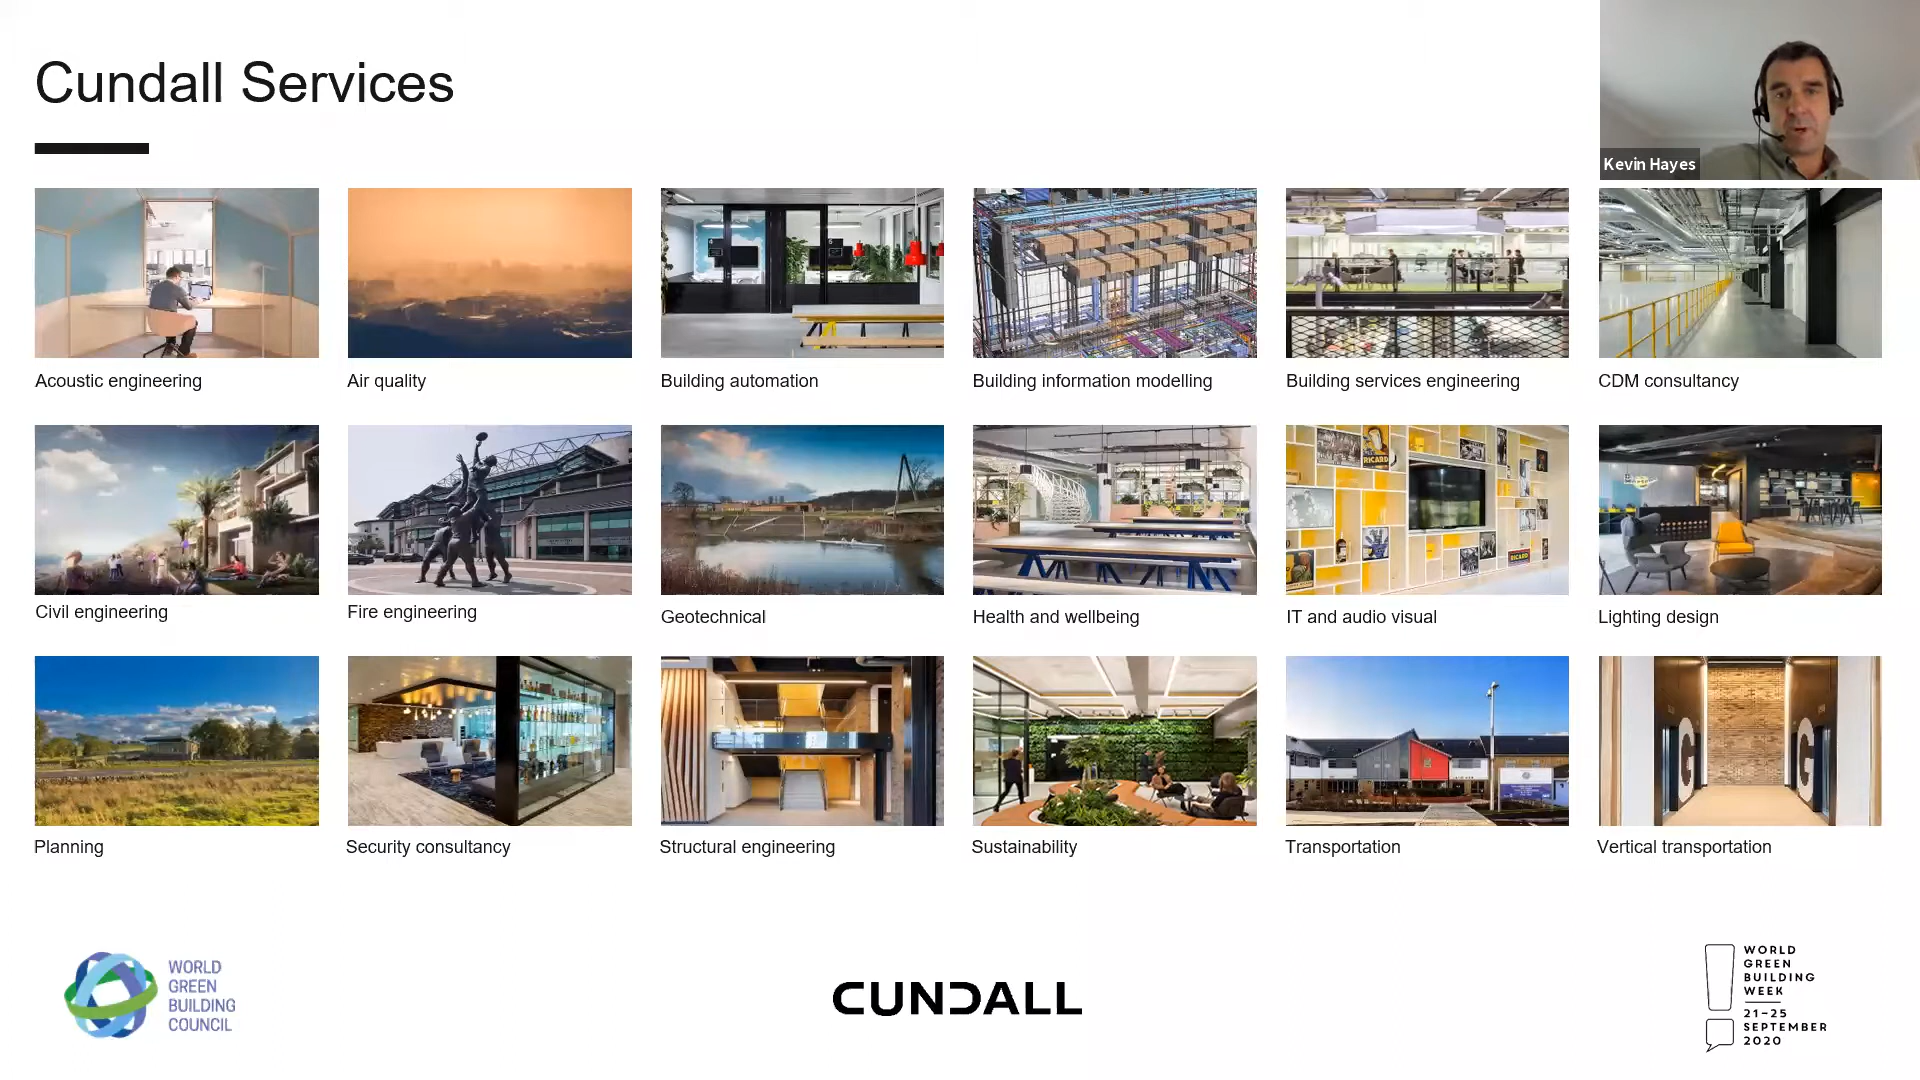 Cundall Services
Kevin Hayes
Acoustic engineering
Air quality
Building automation
Building information modelling
Building services engineering
CDM consultancy
RICARD
RICARD
Civil engineering
Fire engineering
Geotechnical
Health and wellbeing
IT and audio visual
Lighting design
G
G
Planning
Security consultancy
Structural engineering
Sustainability
Transportation
Vertical transportation
WORLD
GREEN
BUILDING
COUNCIL
CUNDALL
WORLD
GREEN
BUILDING
WEEK
21–25
SEPTEMBER
2020